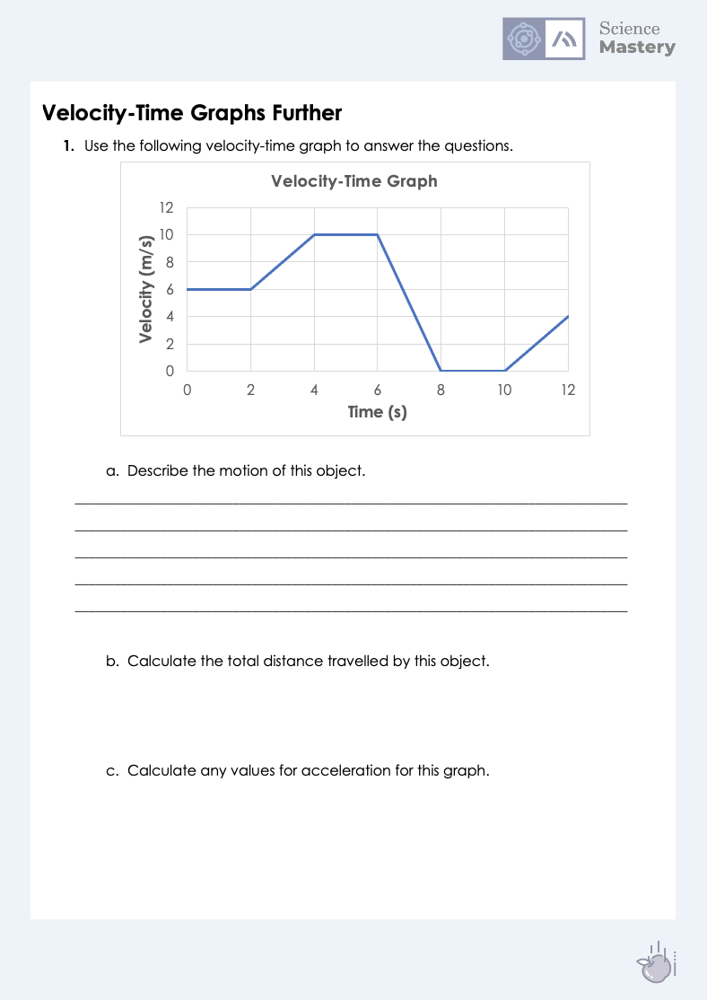 Science
Mastery
Velocity-Time Graphs Further
1. Use the following velocity-time graph to answer the questions.
Velocity-Time Graph
Velocity (m/s)
12
10
8
6
4
2
0
0 2 4 6 8 10 12
Time (s)
a. Describe the motion of this object.
b. Calculate the total distance travelled by this object.
c. Calculate any values for acceleration for this graph.